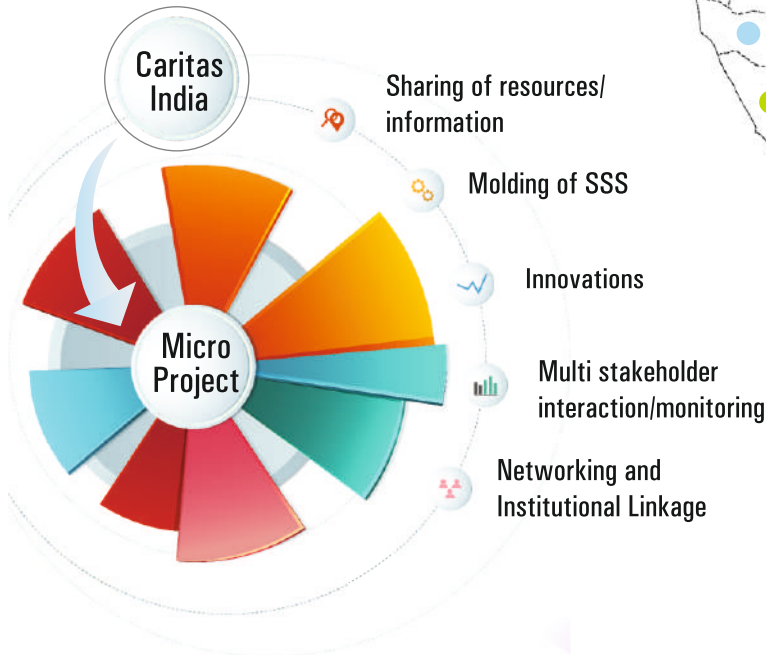 Caritas
India
Sharing of resources/
information
Molding of SSS
Innovations
Micro
Project
Multi stakeholder
interaction/monitoring
Networking and
Institutional Linkage